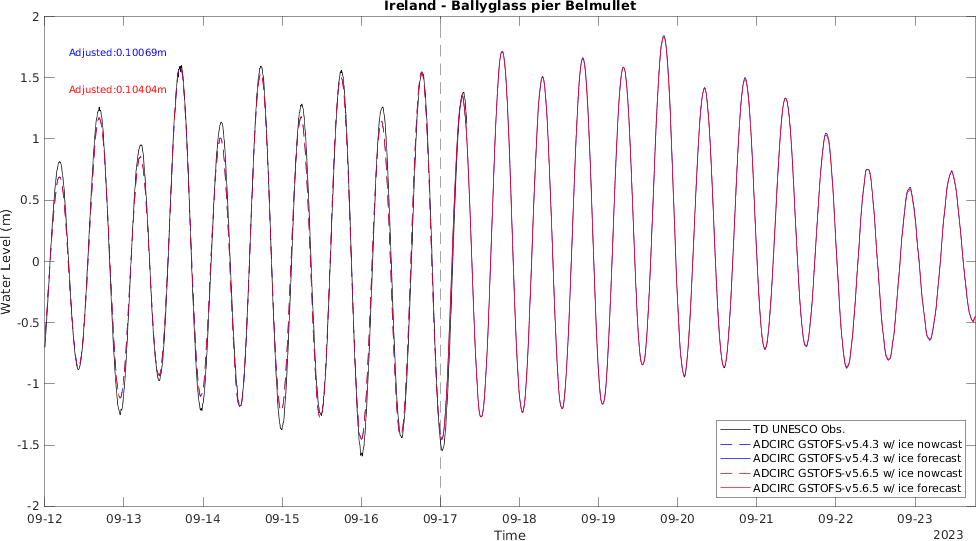 Ireland - Ballyglass pier Belmullet
Adjusted:0.10069m
Adjusted:0.10404m
Water Level (m)
2
1.5
1
0.5
0
-0.5
-1
-1.5
-2
TD UNESCO Obs.
ADCIRC GSTOFS-v5.4.3 w/ ice nowcast
ADCIRC GSTOFS-v5.4.3 w/ ice forecast
ADCIRC GSTOFS-v5.6.5 w/ ice nowcast
ADCIRC GSTOFS-v5.6.5 w/ ice forecast
09-12 09-13 09-14 09-15 09-16 09-17 09-18 09-19 09-20 09-21 09-22 09-23
Time
2023